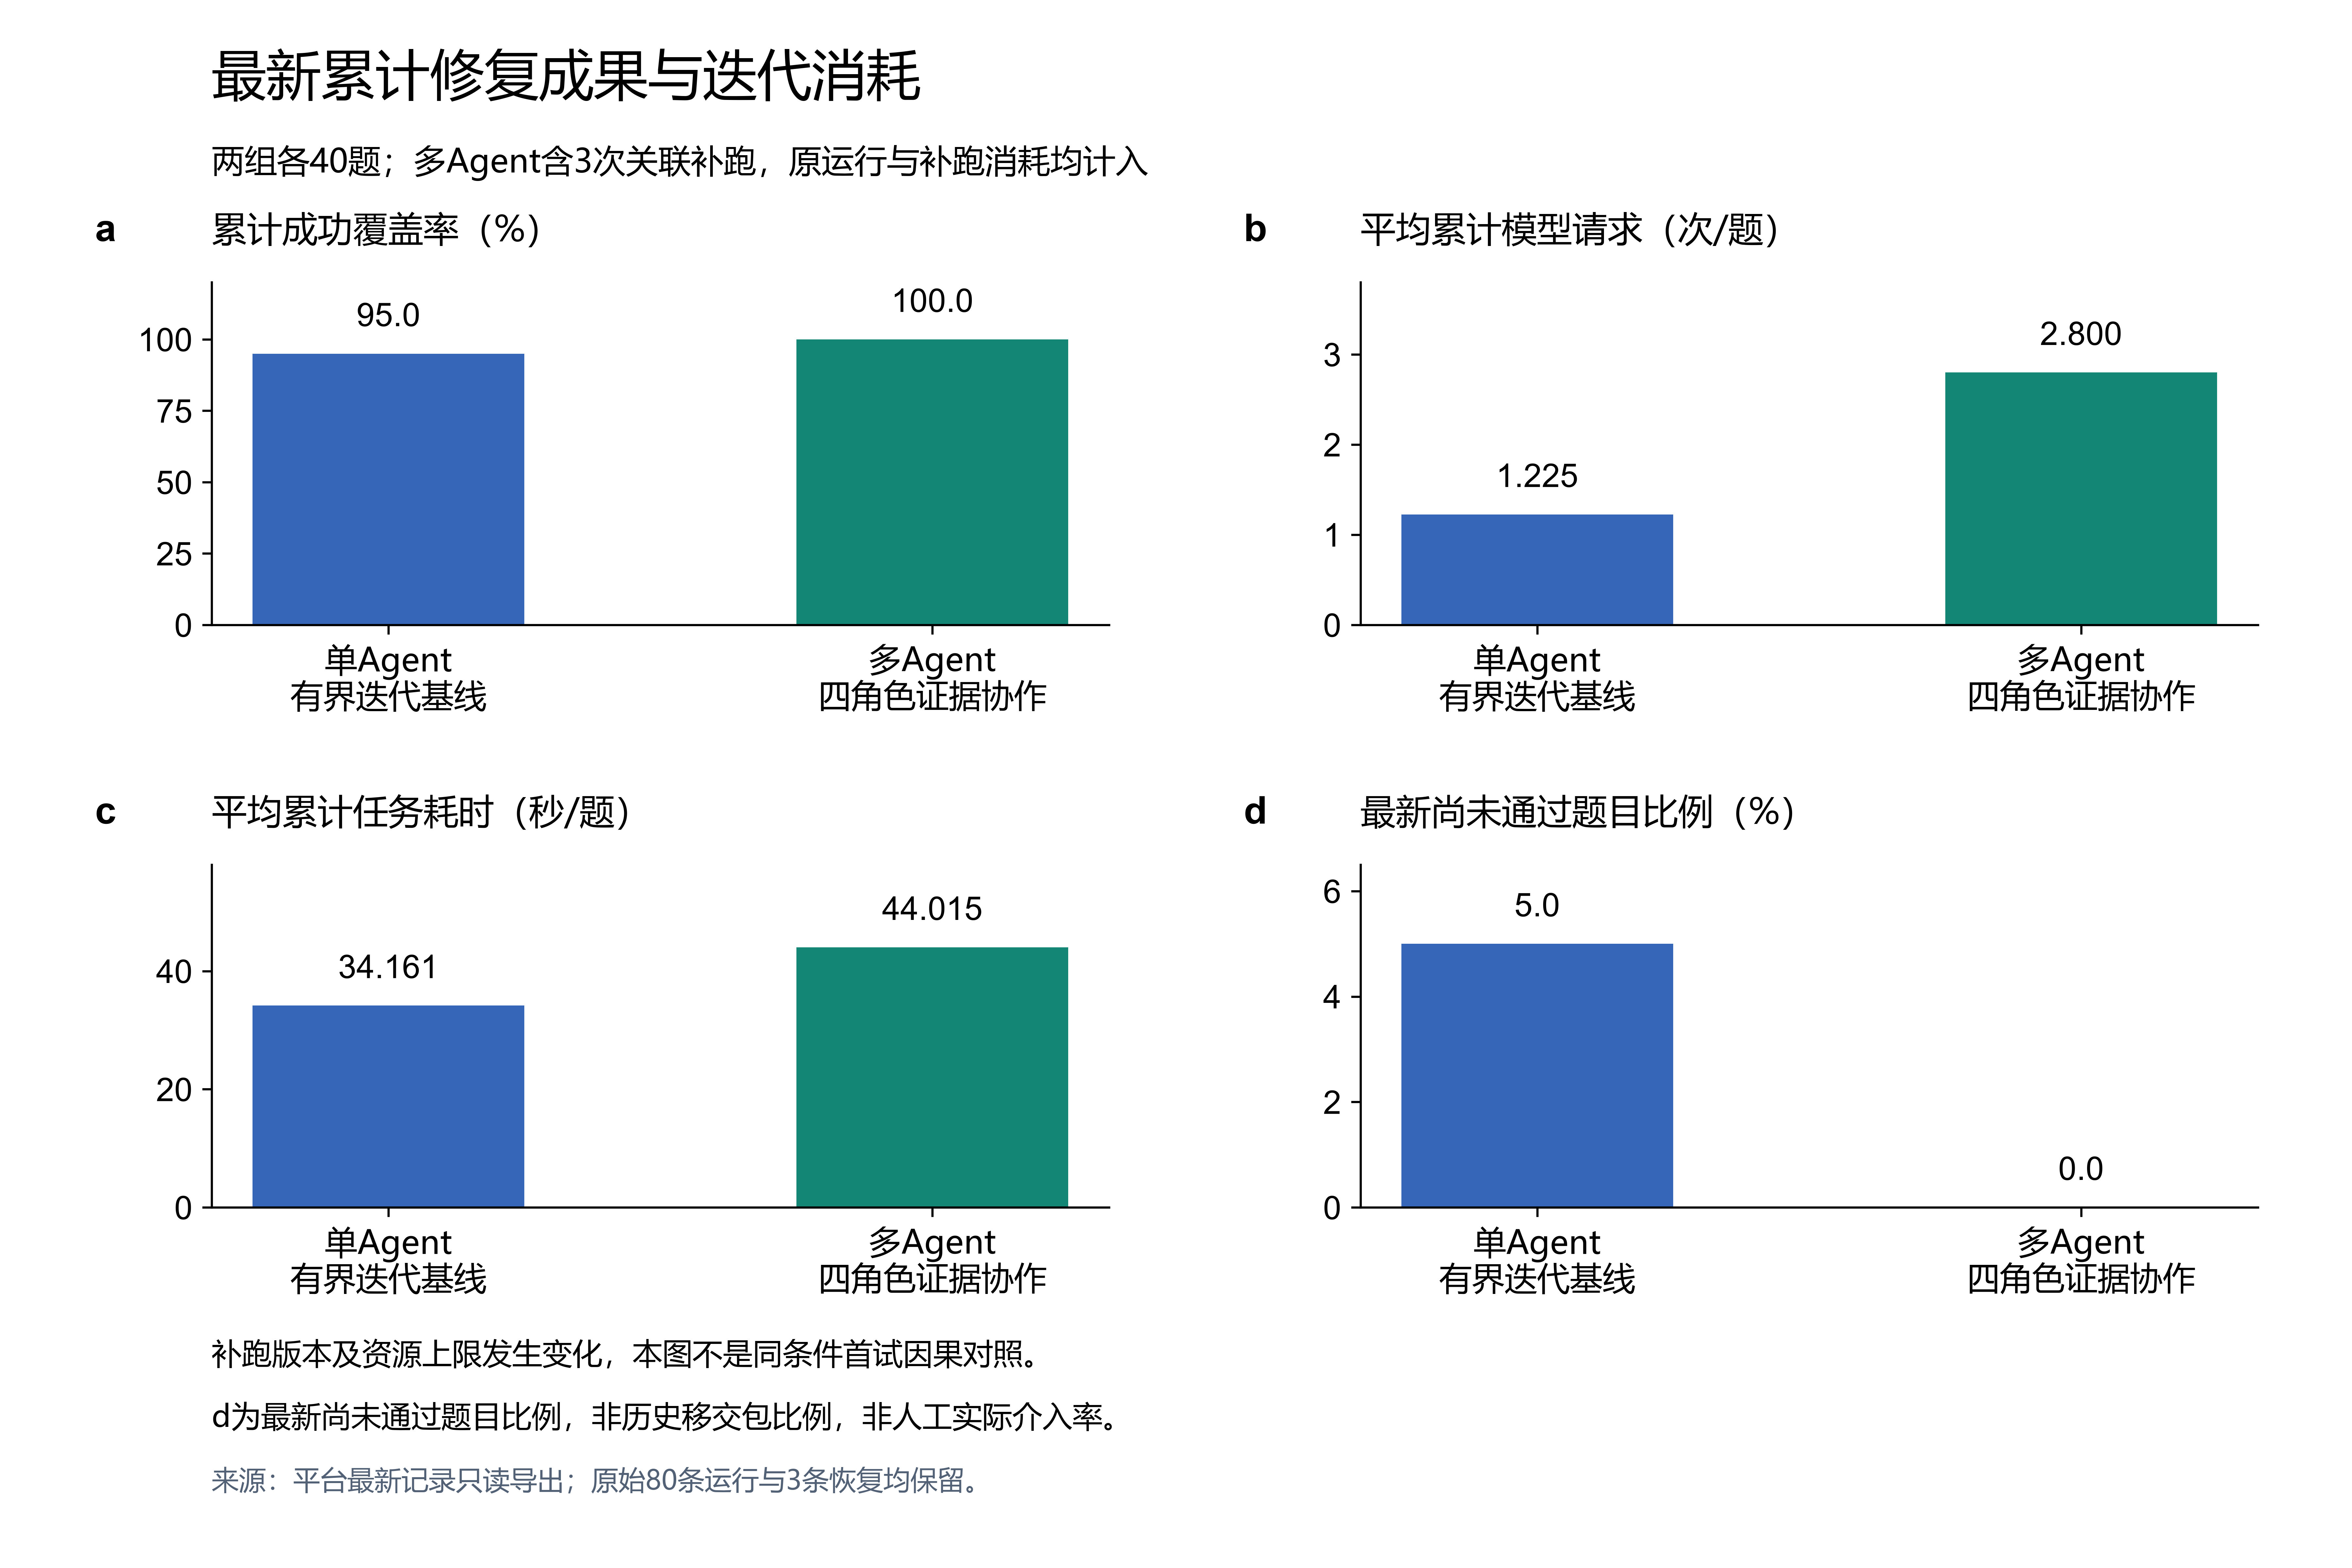 最新累计修复成果与迭代消耗
两组各40题；多Agent含3次关联补跑，原运行与补跑消耗均计入
a
累计成功覆盖率（%）
100
75
50
25
0
95.0
100.0
单Agent
有界迭代基线
多Agent
四角色证据协作
b
平均累计模型请求（次/题）
3
2
1
0
1.225
2.800
单Agent
有界迭代基线
多Agent
四角色证据协作
c
平均累计任务耗时（秒/题）
40
20
0
34.161
44.015
单Agent
有界迭代基线
多Agent
四角色证据协作
d
最新尚未通过题目比例（%）
6
4
2
0
5.0
0.0
单Agent
有界迭代基线
多Agent
四角色证据协作
补跑版本及资源上限发生变化，本图不是同条件首试因果对照。
d为最新尚未通过题目比例，非历史移交包比例，非人工实际介入率。
来源：平台最新记录只读导出；原始80条运行与3条恢复均保留。